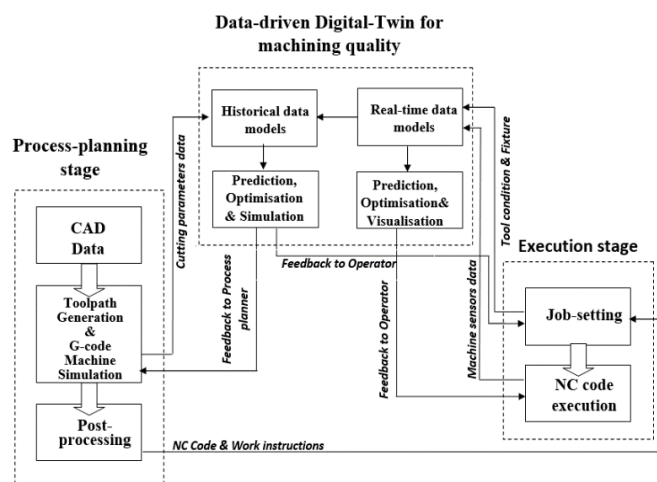 Data-driven Digital-Twin for
machining quality
Historical data
models
Real-time data
models
Prediction,
Optimisation
& Simulation
Prediction,
Optimisation&
Visualisation
Process-planning
stage
CAD
Data
Toolpath
Generation
&
G-code
Machine
Simulation
Post-
processing
Cutting parameters data
Feedback to Process
planner
Feedback to Operator
Feedback to Operator
Machine sensors data
Tool condition & Fixture
Execution stage
Job-setting
NC code
execution
NC Code & Work instructions